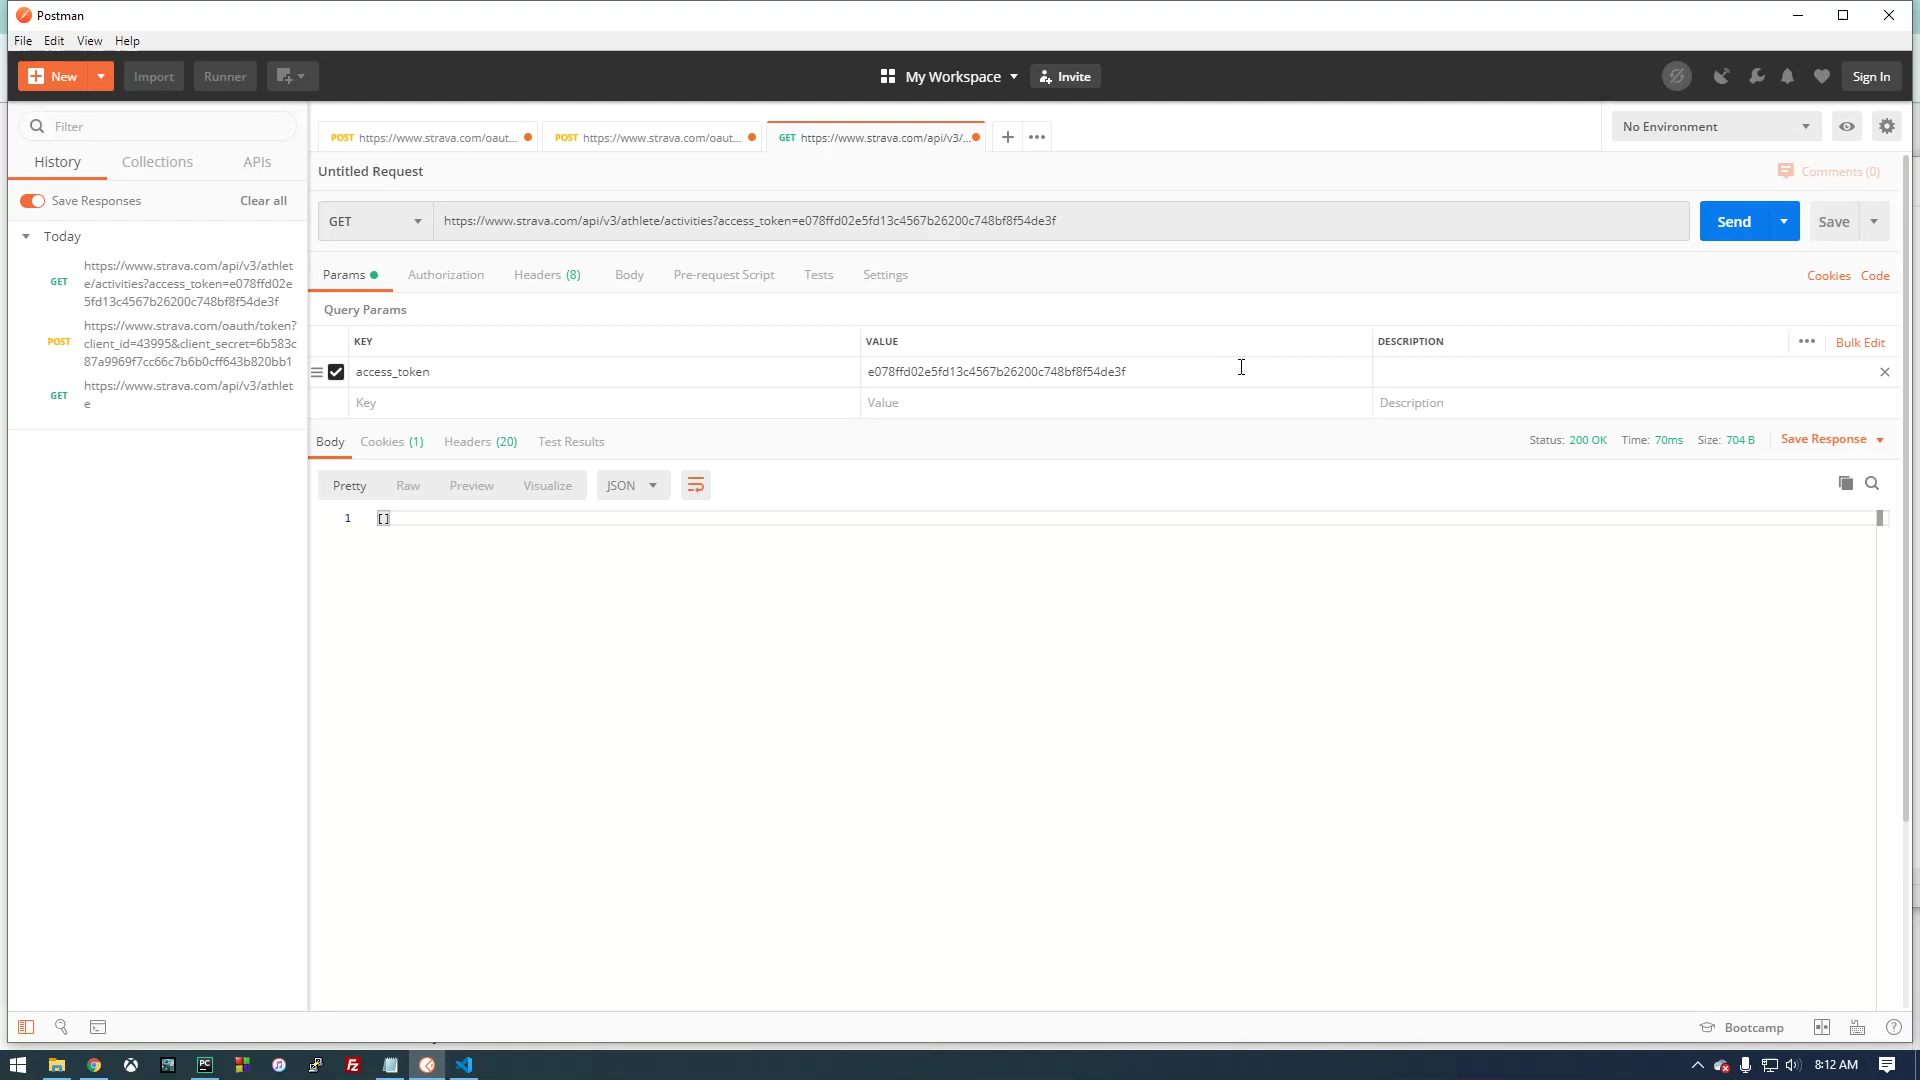 Postman
File Edit View Help
New Import Runner My Workspace Invite Sign In
Filter
History Collections APIs
Save Responses Clear all
Today
GET https://www.strava.com/api/v3/athlet
e/activities?access_token=e078ffd02e
5fd13c4567b26200c748bf8f54de3f
POST https://www.strava.com/oauth/token?
client_id=43995&client_secret=6b583c
87a9969f7cc66c7b6b0cff643b820bb1
GET https://www.strava.com/api/v3/athlet
e
POST https://www.strava.com/oaut... POST https://www.strava.com/oaut... GET https://www.strava.com/api/v3/... No Environment
Untitled Request Comments (0)
GET https://www.strava.com/api/v3/athlete/activities?access_token=e078ffd02e5fd13c4567b26200c748bf8f54de3f Send Save
Params Authorization Headers (8) Body Pre-request Script Tests Settings Cookies Code
Query Params
KEY VALUE DESCRIPTION Bulk Edit
access_token e078ffd02e5fd13c4567b26200c748bf8f54de3f
Key Value Description
Body Cookies (1) Headers (20) Test Results Status: 200 OK Time: 70ms Size: 704 B Save Response
Pretty Raw Preview Visualize JSON
1 []
Bootcamp
8:12 AM